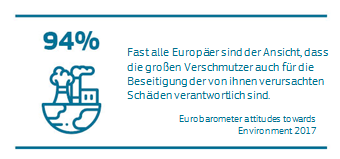 94%
Fast alle Europäer sind der Ansicht, dass
die großen Verschmutzer auch für die
Beseitigung der von ihnen verursachten
Schäden verantwortlich sind.
Eurobarometer attitudes towards
Environment 2017